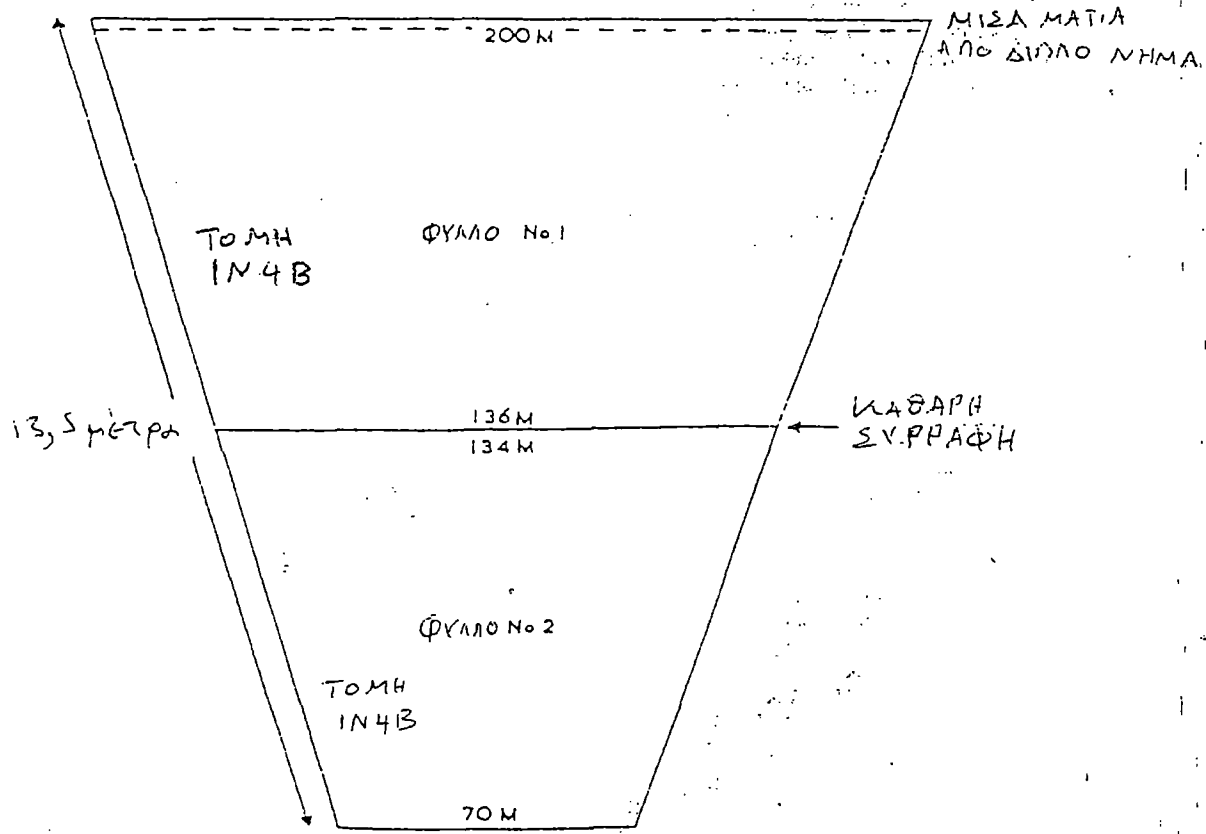 ΜΙΣΑ ΜΑΤΙΑ
ΑΠΟ ΔΙΠΛΟ ΝΗΜΑ
200 Μ
ΤΟΜΗ
1Ν4Β
ΦΥΛΛΟ Νο 1
13,5 μέτρα
136 Μ
134 Μ
ΚΑΘΑΡΗ
ΣΥΡΡΑΦΗ
ΦΥΛΛΟ Νο 2
ΤΟΜΗ
1Ν4Β
70 Μ